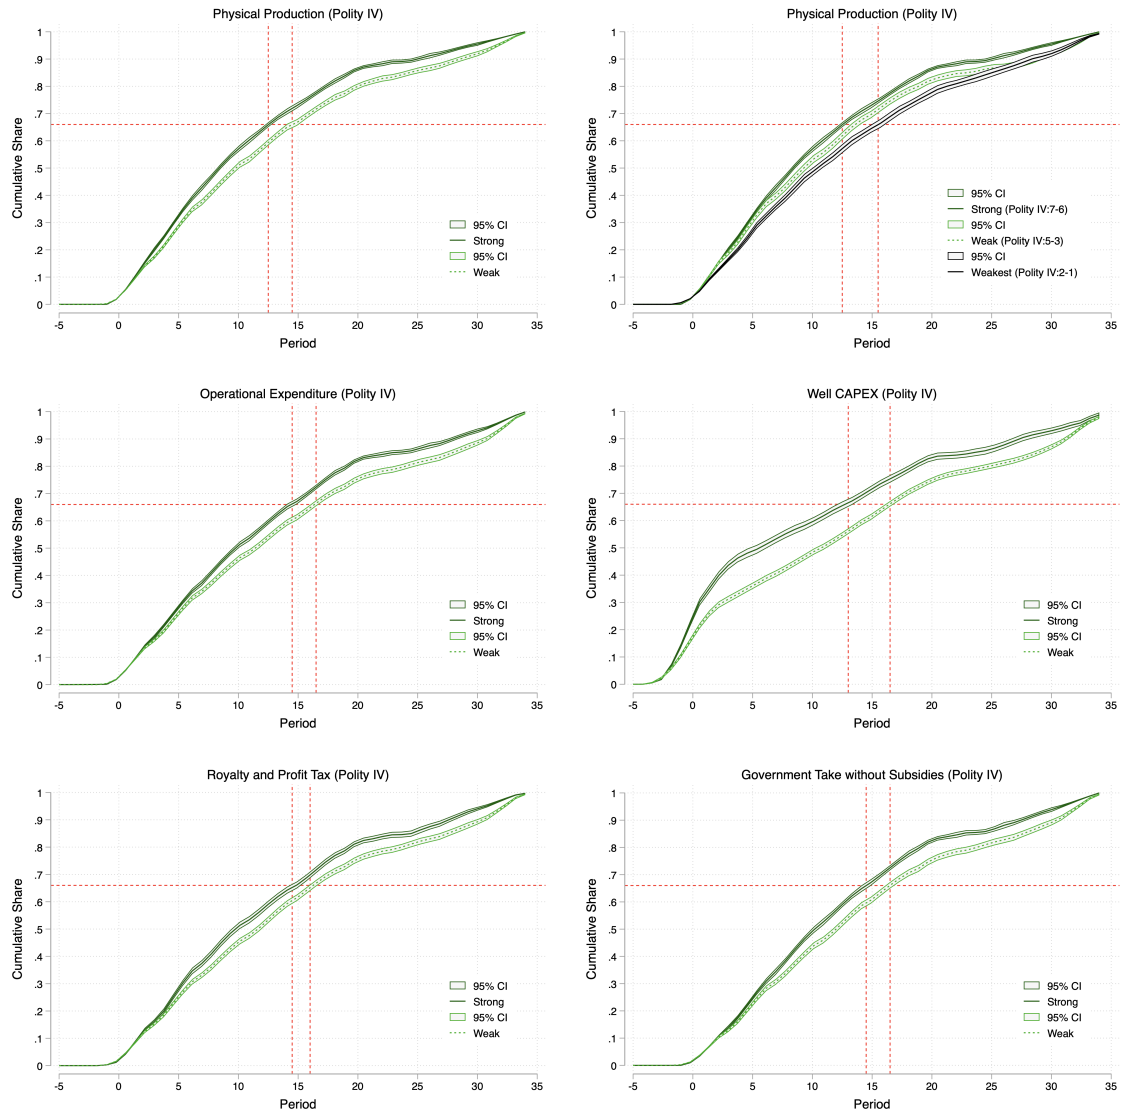 Physical Production (Polity IV)
Cumulative Share
1
.9
.8
.7
.6
.5
.4
.3
.2
.1
0
95% CI
Strong
95% CI
Weak
-5 0 5 10 15 20 25 30 35
Period
Physical Production (Polity IV)
Cumulative Share
1
.9
.8
.7
.6
.5
.4
.3
.2
.1
0
95% CI
Strong (Polity IV:7-6)
95% CI
Weak (Polity IV:5-3)
95% CI
Weakest (Polity IV:2-1)
-5 0 5 10 15 20 25 30 35
Period
Operational Expenditure (Polity IV)
Cumulative Share
1
.9
.8
.7
.6
.5
.4
.3
.2
.1
0
95% CI
Strong
95% CI
Weak
-5 0 5 10 15 20 25 30 35
Period
Well CAPEX (Polity IV)
Cumulative Share
1
.9
.8
.7
.6
.5
.4
.3
.2
.1
0
95% CI
Strong
95% CI
Weak
-5 0 5 10 15 20 25 30 35
Period
Royalty and Profit Tax (Polity IV)
Cumulative Share
1
.9
.8
.7
.6
.5
.4
.3
.2
.1
0
95% CI
Strong
95% CI
Weak
-5 0 5 10 15 20 25 30 35
Period
Government Take without Subsidies (Polity IV)
Cumulative Share
1
.9
.8
.7
.6
.5
.4
.3
.2
.1
0
95% CI
Strong
95% CI
Weak
-5 0 5 10 15 20 25 30 35
Period